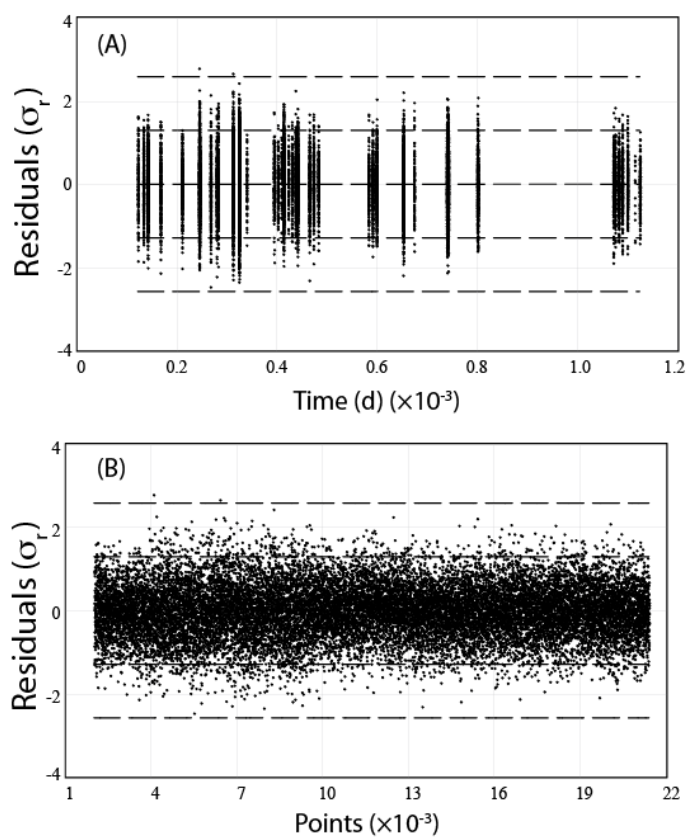 (A)
4
2
0
-2
-4
Residuals (σr)
0 0.2 0.4 0.6 0.8 1.0 1.2
Time (d) (×10⁻³)
(B)
4
2
0
-2
-4
Residuals (σr)
1 4 7 10 13 16 19 22
Points (×10⁻³)